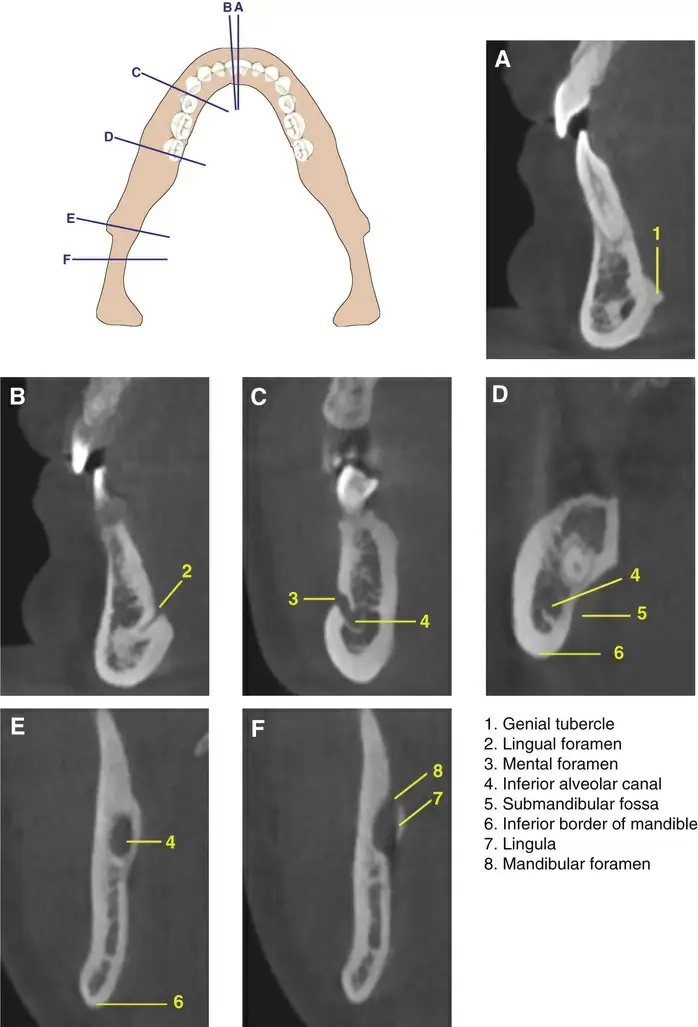 B A
C
D
E
F
A
1
B
2
C
3
4
D
4
5
6
E
4
6
F
8
7
1. Genial tubercle
2. Lingual foramen
3. Mental foramen
4. Inferior alveolar canal
5. Submandibular fossa
6. Inferior border of mandible
7. Lingula
8. Mandibular foramen